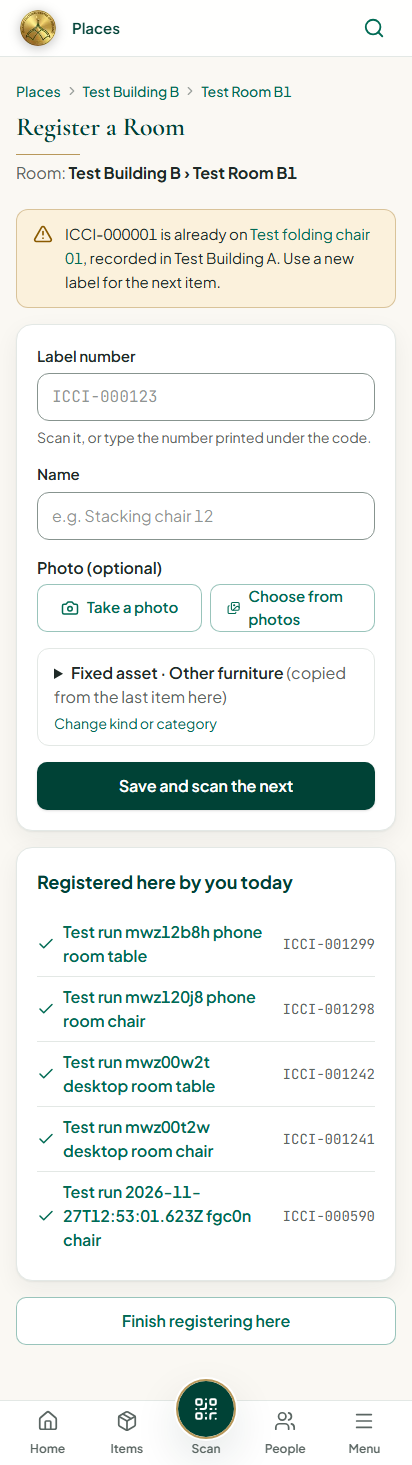 Places
Places > Test Building B > Test Room B1
Register a Room
Room: Test Building B › Test Room B1
ICCI-000001 is already on Test folding chair
01, recorded in Test Building A. Use a new
label for the next item.
Label number
ICCI-000123
Scan it, or type the number printed under the code.
Name
e.g. Stacking chair 12
Photo (optional)
Take a photo
Choose from
photos
Fixed asset · Other furniture (copied
from the last item here)
Change kind or category
Save and scan the next
Registered here by you today
Test run mwz12b8h phone
room table
ICCI-001299
Test run mwz120j8 phone
room chair
ICCI-001298
Test run mwz00w2t
desktop room table
ICCI-001242
Test run mwz00t2w
desktop room chair
ICCI-001241
Test run 2026-11-
27T12:53:01.623Z fgc0n
chair
ICCI-000590
Finish registering here
Home
Items
Scan
People
Menu